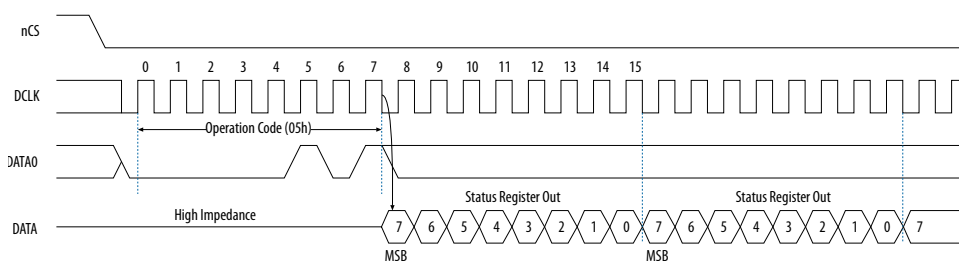 nCS
0 1 2 3 4 5 6 7 8 9 10 11 12 13 14 15
DCLK
Operation Code (05h)
DATA0
Status Register Out Status Register Out
High Impedance
DATA 7 6 5 4 3 2 1 0 7 6 5 4 3 2 1 0 7
MSB MSB